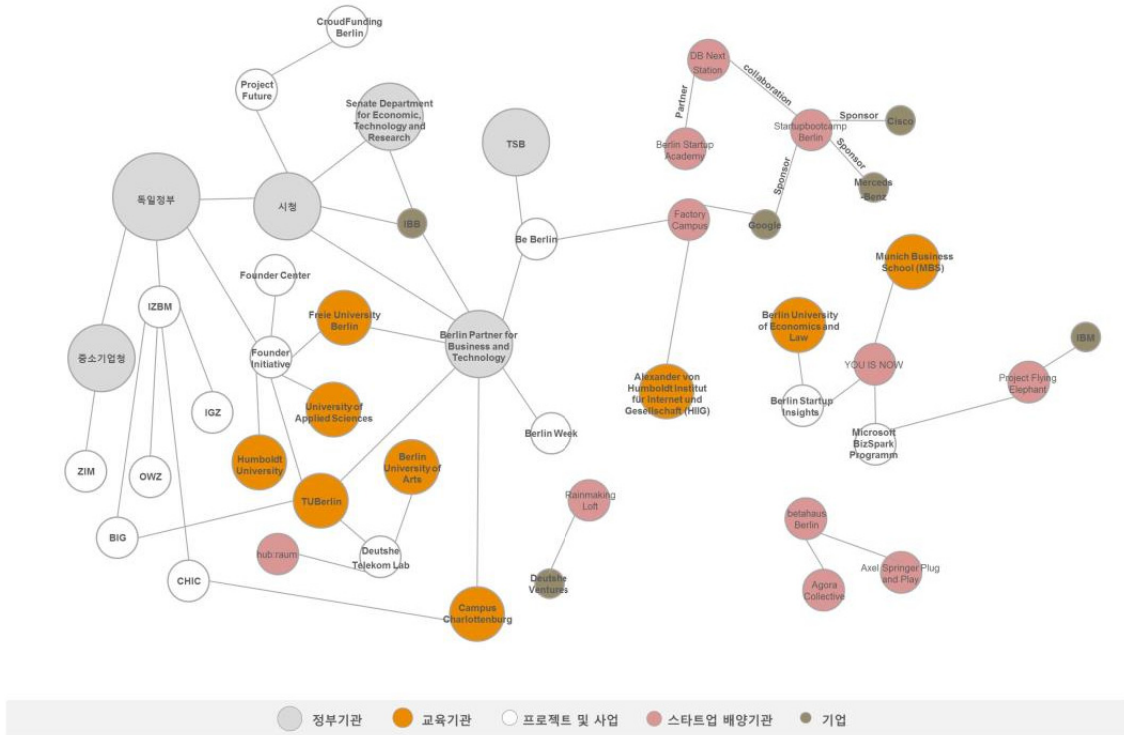 CroudFunding
Berlin
Project
Future
Senate Department
for Economic,
Technology and
Research
TSB
DB Next
Station
collaboration
Partner
Berlin Startup
Academy
Startupbootcamp
Berlin
Sponsor
Cisco
Sponsor
Merceds
-Benz
Sponsor
독일정부
시청
IBB
Be Berlin
Factory
Campus
Google
Munich Business
School (MBS)
Founder Center
IZBM
Freie University
Berlin
Berlin Partner for
Business and
Technology
Berlin University
of Economics and
Law
IBM
중소기업청
Founder
Initiative
YOU IS NOW
Project Flying
Elephant
Alexander von
Humboldt Institut
für Internet und
Gesellschaft (HIIG)
IGZ
University of
Applied Sciences
Berlin Startup
Insights
Berlin Week
Microsoft
BizSpark
Programm
ZIM
OWZ
Humboldt
University
Berlin
University of
Arts
TUBerlin
Rainmaking
Loft
betahaus
Berlin
BIG
hub:raum
Deutshe
Telekom Lab
CHIC
Deutshe
Ventures
Agora
Collective
Axel Springer Plug
and Play
Campus
Charlottenburg
정부기관
교육기관
프로젝트 및 사업
스타트업 배양기관
기업